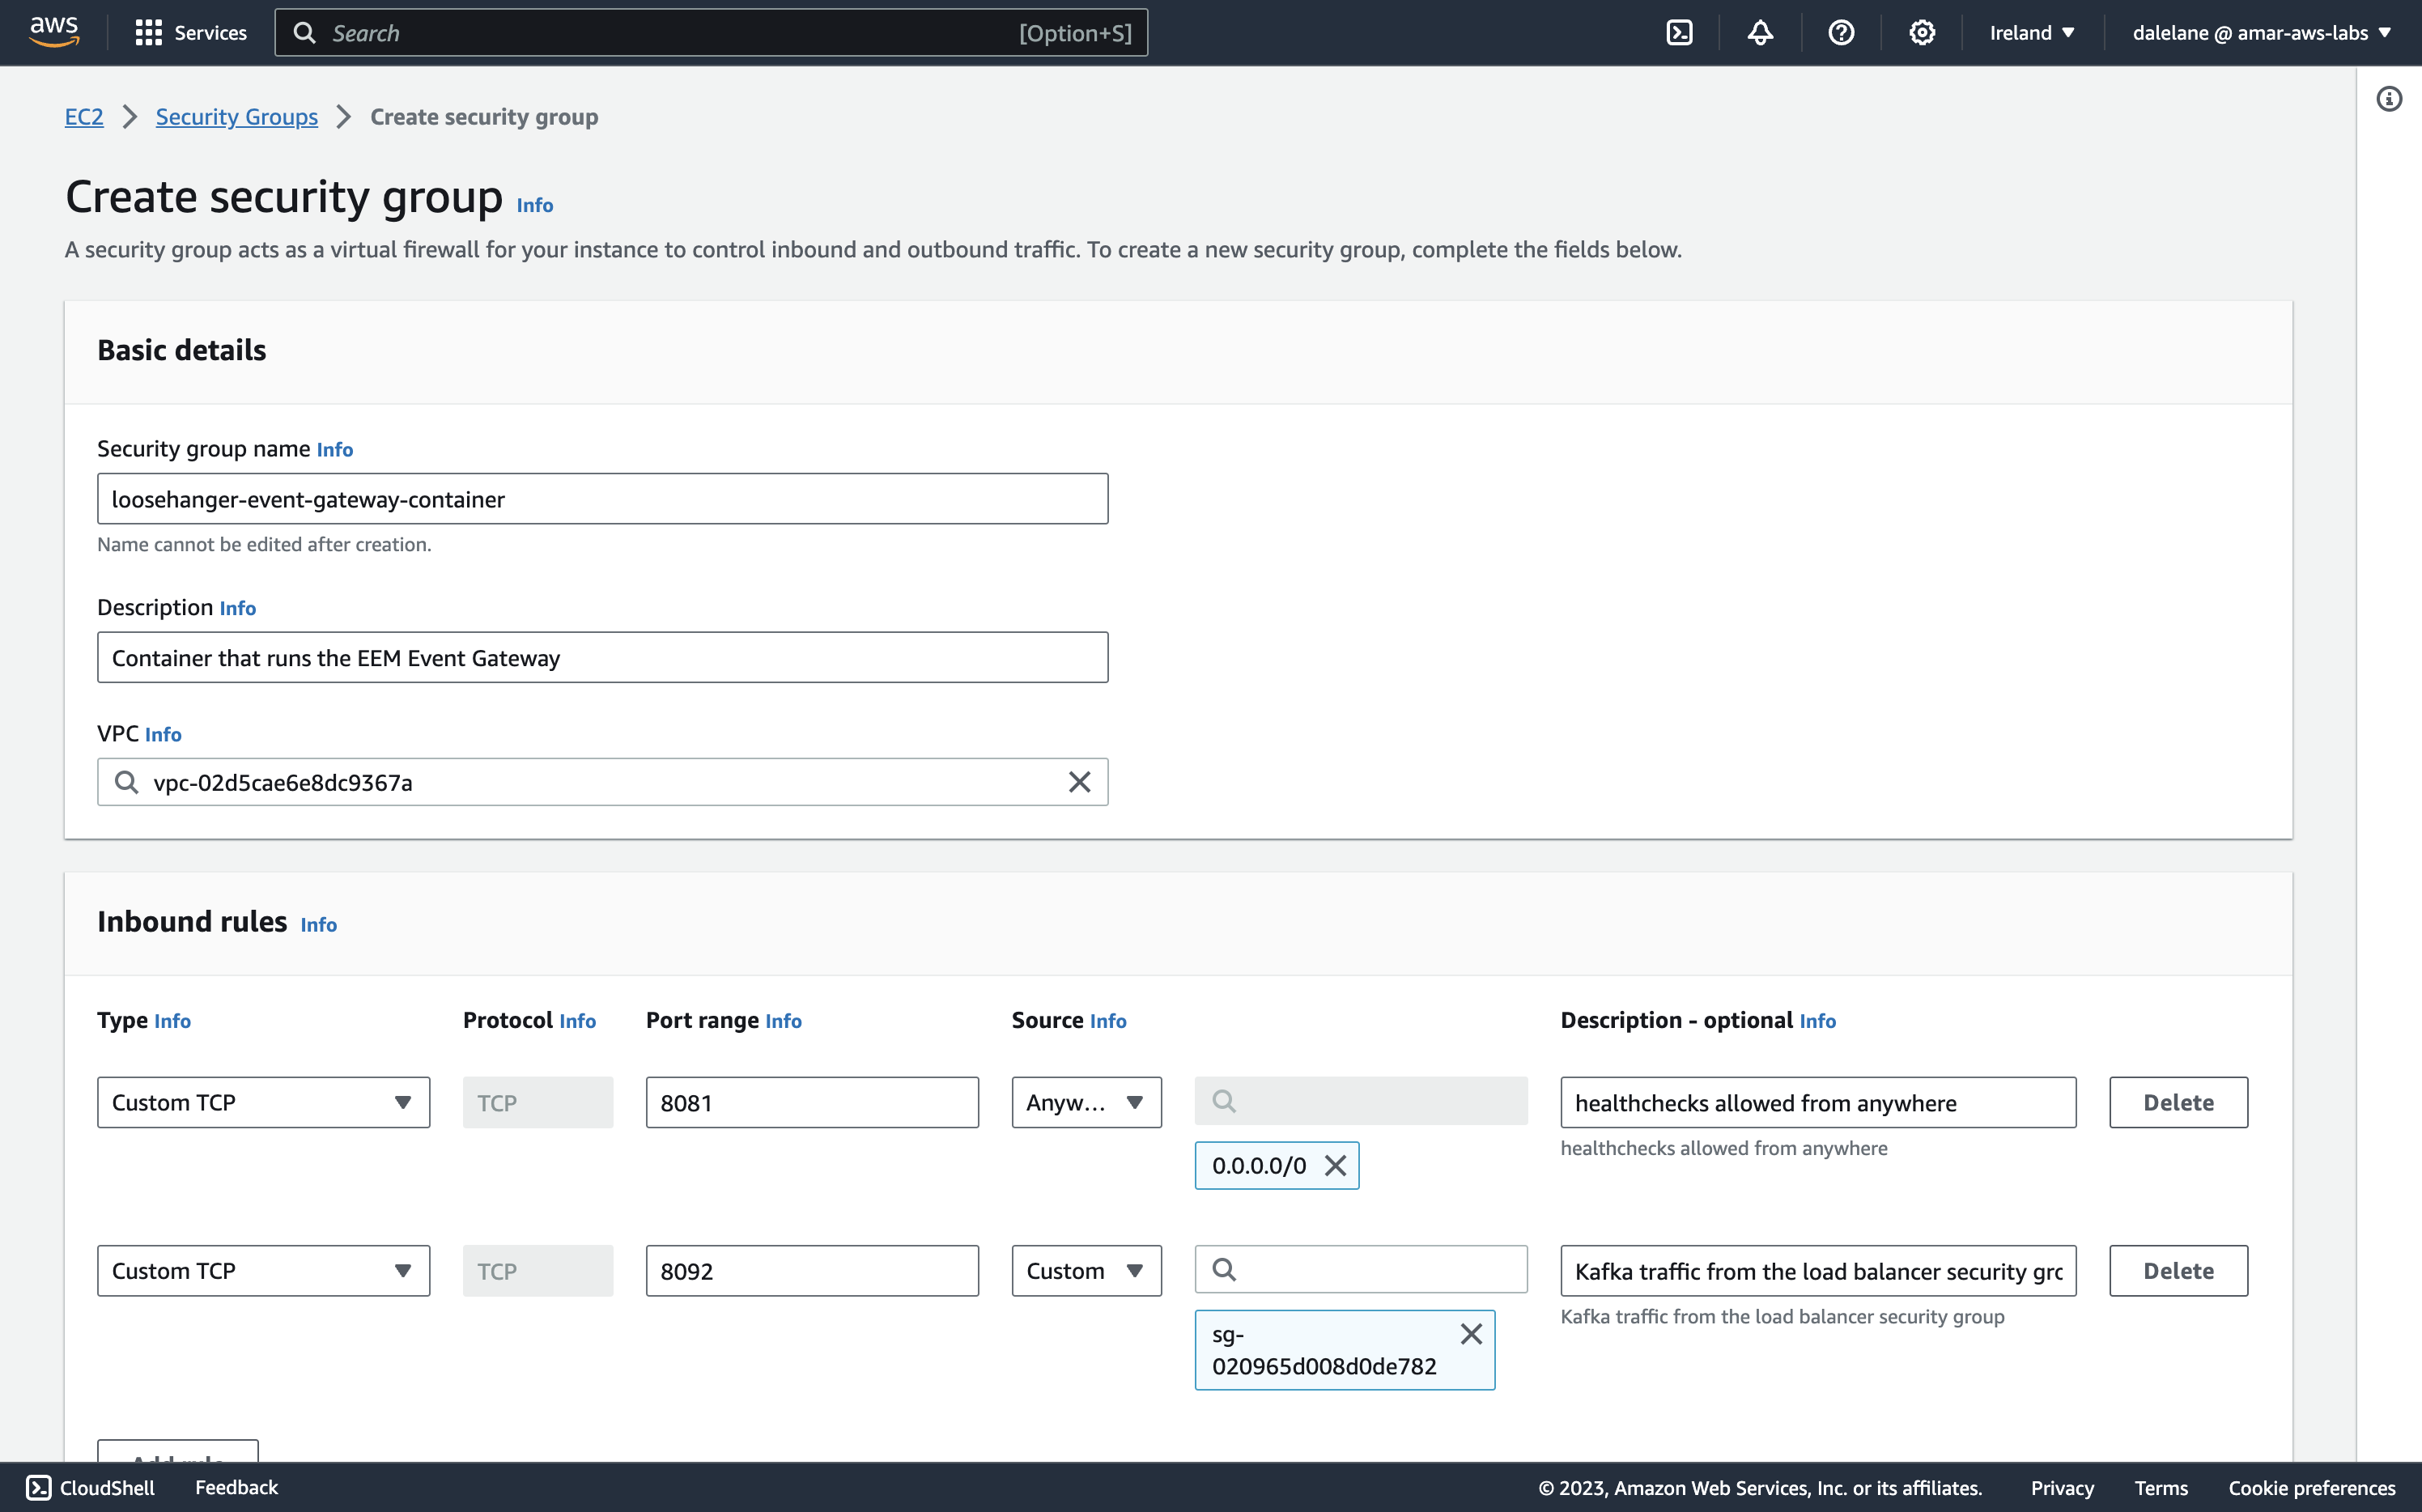 aws Services Search [Option+S] Ireland dalelane @ amar-aws-labs
EC2 Security Groups Create security group
Create security group Info
A security group acts as a virtual firewall for your instance to control inbound and outbound traffic. To create a new security group, complete the fields below.
Basic details
Security group name Info
loosehanger-event-gateway-container
Name cannot be edited after creation.
Description Info
Container that runs the EEM Event Gateway
VPC Info
vpc-02d5cae6e8dc9367a
Inbound rules Info
Type Info Protocol Info Port range Info Source Info Description - optional Info
Custom TCP TCP 8081 Anyw... healthchecks allowed from anywhere Delete
healthchecks allowed from anywhere
0.0.0.0/0
Custom TCP TCP 8092 Custom Kafka traffic from the load balancer security gro Delete
Kafka traffic from the load balancer security group
sg-
020965d008d0de782
Add rule
CloudShell Feedback © 2023, Amazon Web Services, Inc. or its affiliates. Privacy Terms Cookie preferences